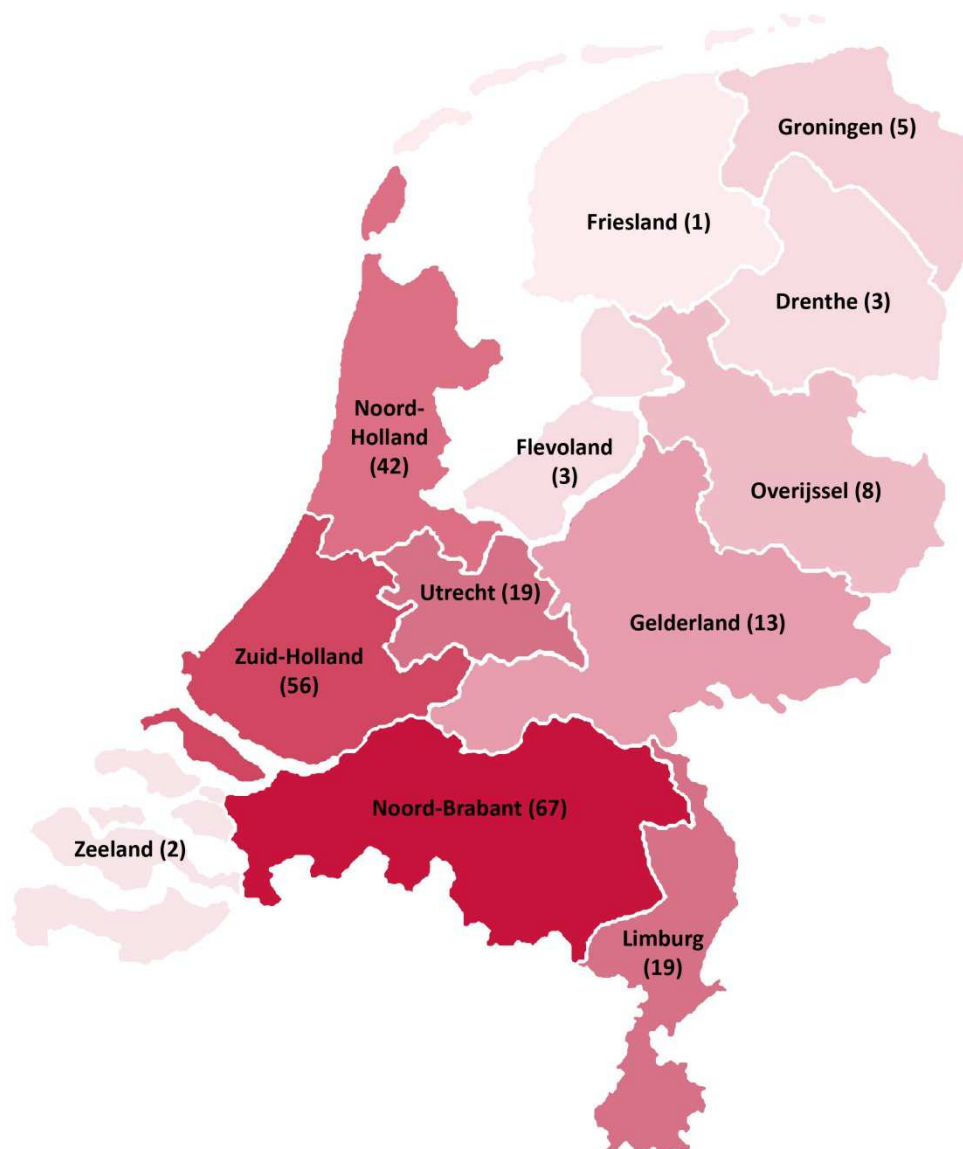 Groningen (5)
Friesland (1)
Drenthe (3)
Noord-
Holland
(42)
Flevoland
(3)
Overijssel (8)
Utrecht (19)
Gelderland (13)
Zuid-Holland
(56)
Noord-Brabant (67)
Zeeland (2)
Limburg
(19)